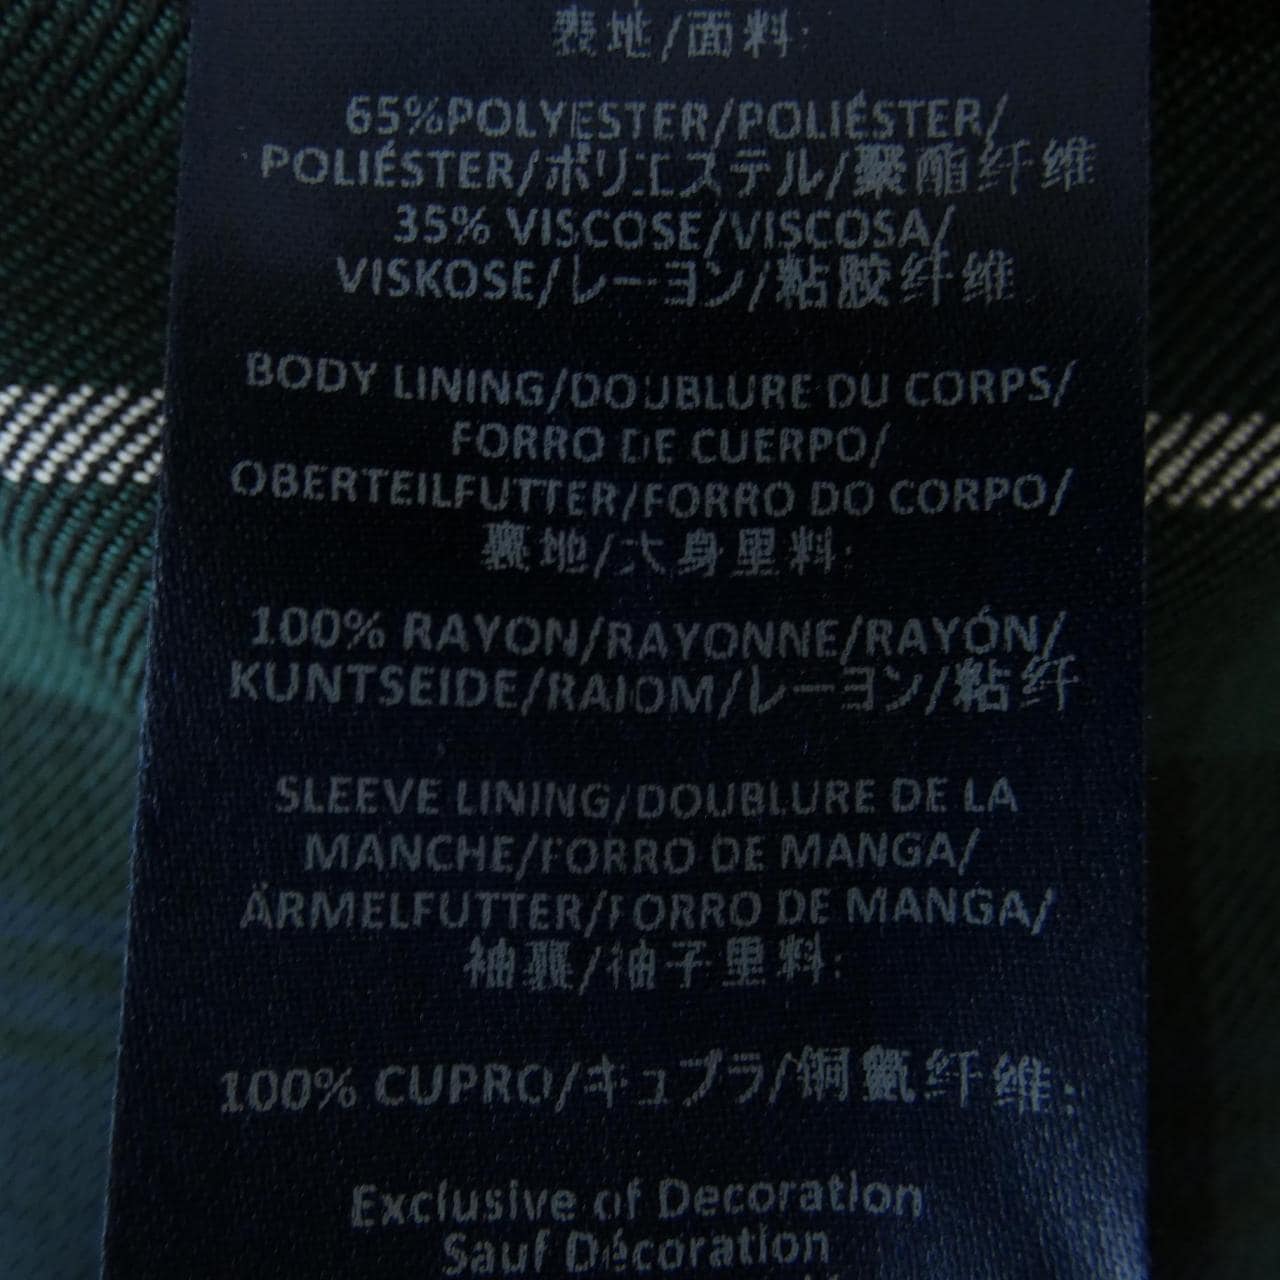 表地/面料:
65%POLYESTER/POLIÉSTER/
POLIÉSTER/ポリエステル/聚酯纤维
35% VISCOSE/VISCOSA/
VISKOSE/レーヨン/粘胶纤维
BODY LINING/DOUBLURE DU CORPS/
FORRO DE CUERPO/
OBERTEILFUTTER/FORRO DO CORPO/
裏地/大身里料:
100% RAYON/RAYONNE/RAYÓN/
KUNTSEIDE/RAIOM/レーヨン/粘纤
SLEEVE LINING/DOUBLURE DE LA
MANCHE/FORRO DE MANGA/
ÄRMELFUTTER/FORRO DE MANGA/
袖裏/袖子里料:
100% CUPRO/キュプラ/铜氨纤维:
Exclusive of Decoration
Sauf Décoration